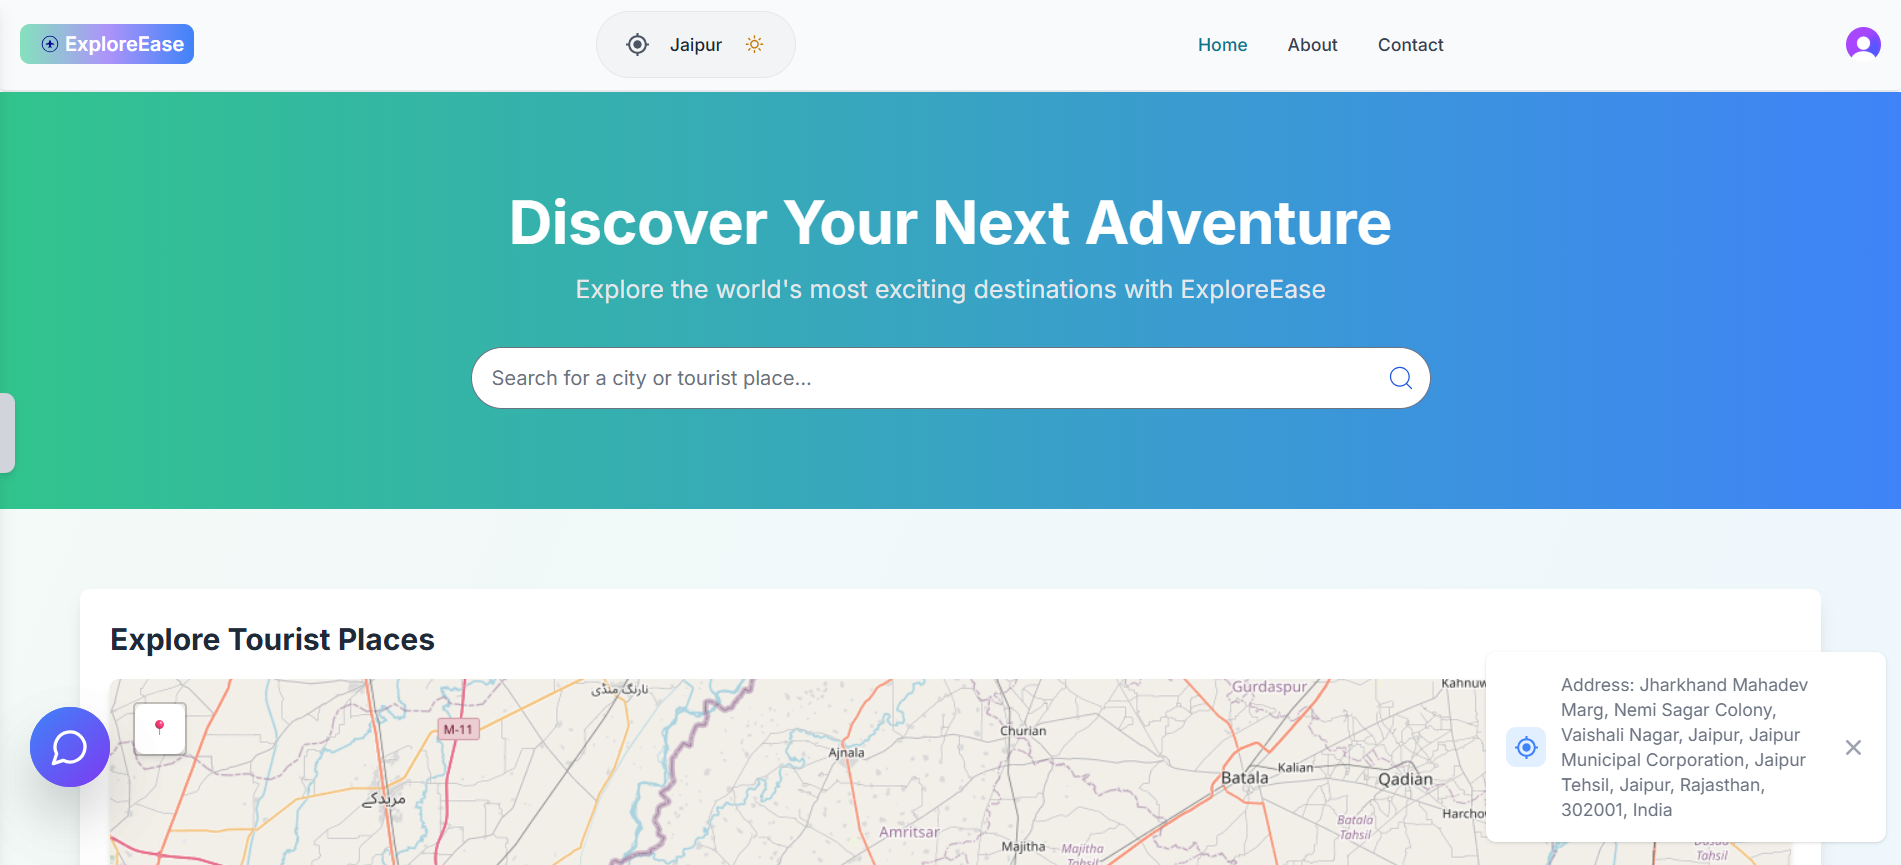 ExploreEase
Jaipur
Home
About
Contact
Discover Your Next Adventure
Explore the world's most exciting destinations with ExploreEase
Search for a city or tourist place...
Explore Tourist Places
نارنگ منڈی
M-11
Gurdaspur
Kahnuw
Churian
Ajnala
مریدکے
Batala
Kalian
Qadian
Amritsar
Batala
Tahsil
Harcho
Majitha
Majitha
Tahsil
Tahsil
Address: Jharkhand Mahadev
Marg, Nemi Sagar Colony,
Vaishali Nagar, Jaipur, Jaipur
Municipal Corporation, Jaipur
Tehsil, Jaipur, Rajasthan,
302001, India